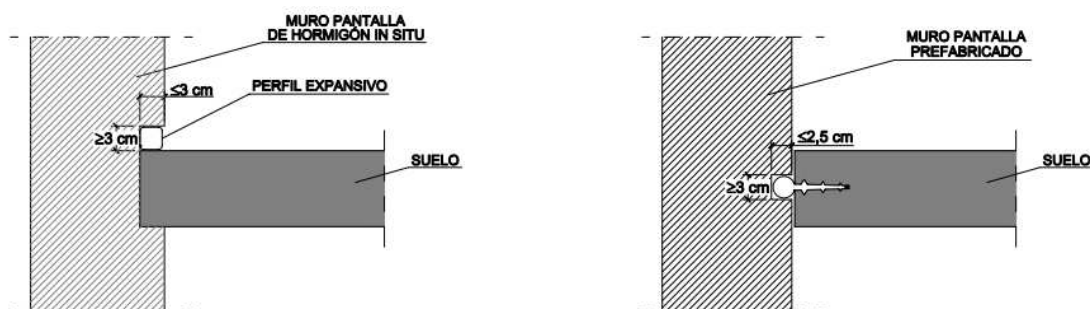 MURO PANTALLA
DE HORMIGÓN IN SITU
≤3 cm
PERFIL EXPANSIVO
≥3 cm
SUELO
MURO PANTALLA
PREFABRICADO
≤2,5 cm
≥3 cm
SUELO